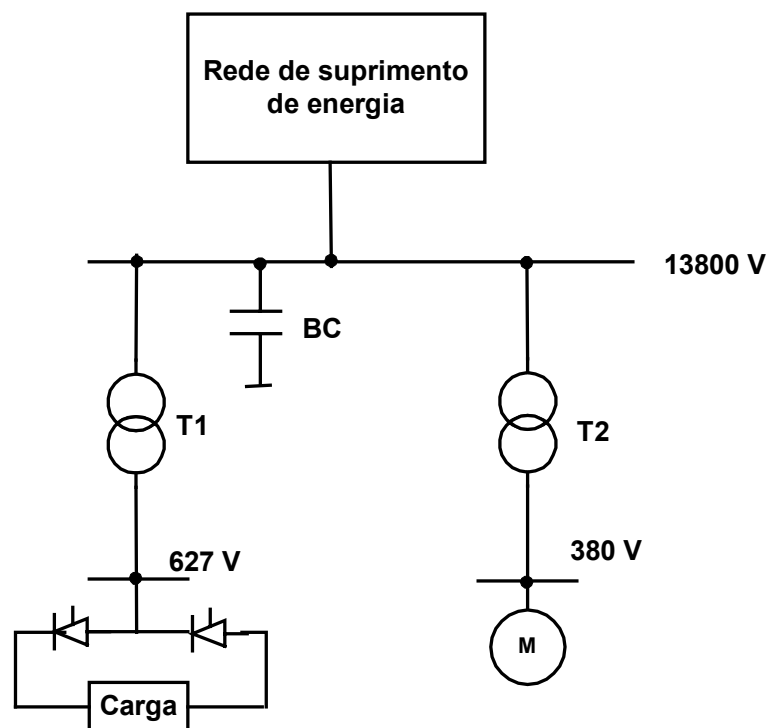 Rede de suprimento
de energia
13800 V
BC
T1
T2
627 V
380 V
M
Carga